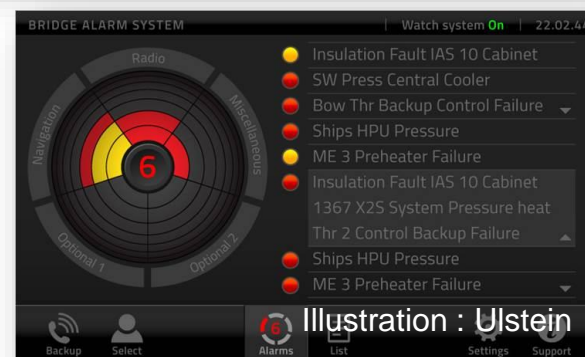 BRIDGE ALARM SYSTEM | Watch system On | 22.02.44
Radio
Miscellaneous
Navigation
Optional 1
Optional 2
6
Insulation Fault IAS 10 Cabinet
SW Press Central Cooler
Bow Thr Backup Control Failure
Ships HPU Pressure
ME 3 Preheater Failure
Insulation Fault IAS 10 Cabinet
1367 X2S System Pressure heat
Thr 2 Control Backup Failure
Ships HPU Pressure
ME 3 Preheater Failure
Illustration : Ulstein
6
Backup Select Alarms List Settings Support